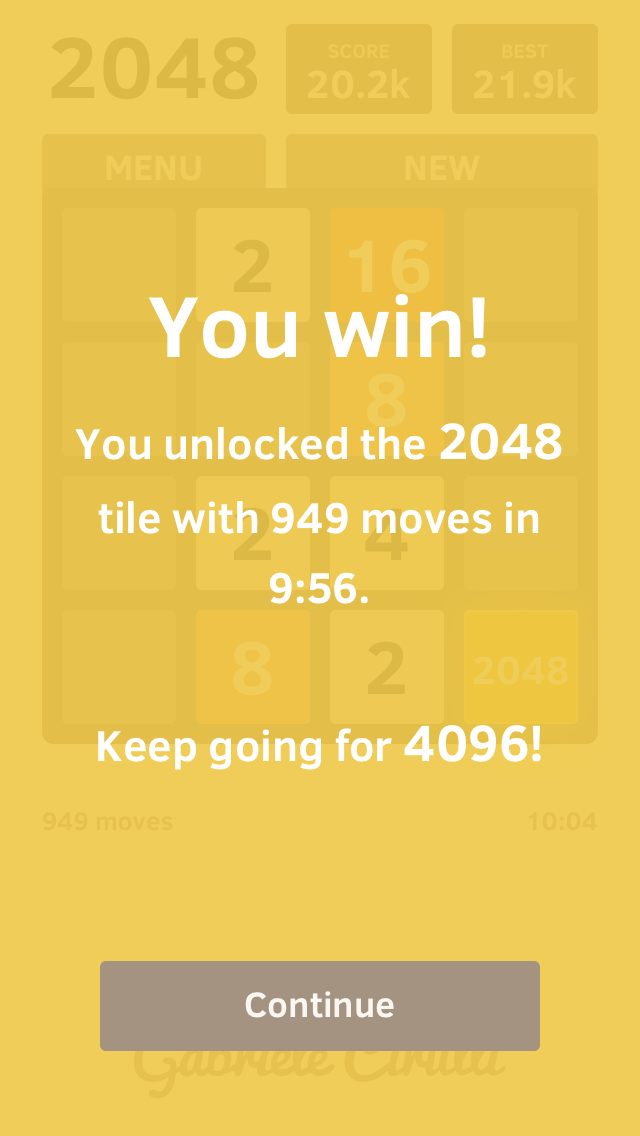 2048
SCORE
20.2k
BEST
21.9k
MENU
NEW
2 16
You win!
8
You unlocked the 2048
tile with 949 moves in
2 4
9:56.
8 2 2048
Keep going for 4096!
949 moves
10:04
Continue
Gabriele Cirulli